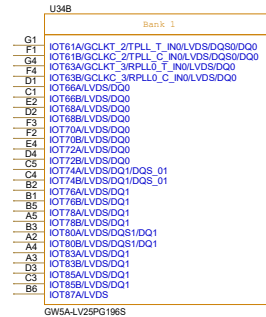 U34B
Bank 1
G1 IOT61A/GCLKT_2/TPLL_T_IN0/LVDS/DQS0/DQ0
F1 IOT61B/GCLKC_2/TPLL_C_IN0/LVDS/DQS0/DQ0
G4 IOT63A/GCLKT_3/RPLL0_T_IN0/LVDS/DQ0
F4 IOT63B/GCLKC_3/RPLL0_C_IN0/LVDS/DQ0
D1 IOT66A/LVDS/DQ0
C1 IOT66B/LVDS/DQ0
E2 IOT68A/LVDS/DQ0
D2 IOT68B/LVDS/DQ0
F3 IOT70A/LVDS/DQ0
F2 IOT70B/LVDS/DQ0
E4 IOT72A/LVDS/DQ0
D4 IOT72B/LVDS/DQ0
C5 IOT74A/LVDS/DQ1/DQS_01
C4 IOT74B/LVDS/DQ1/DQS_01
B2 IOT76A/LVDS/DQ1
B1 IOT76B/LVDS/DQ1
B5 IOT78A/LVDS/DQ1
A5 IOT78B/LVDS/DQ1
B3 IOT80A/LVDS/DQS1/DQ1
A2 IOT80B/LVDS/DQS1/DQ1
A4 IOT83A/LVDS/DQ1
A3 IOT83B/LVDS/DQ1
D3 IOT85A/LVDS/DQ1
C3 IOT85B/LVDS/DQ1
B6 IOT87A/LVDS
GW5A-LV25PG196S